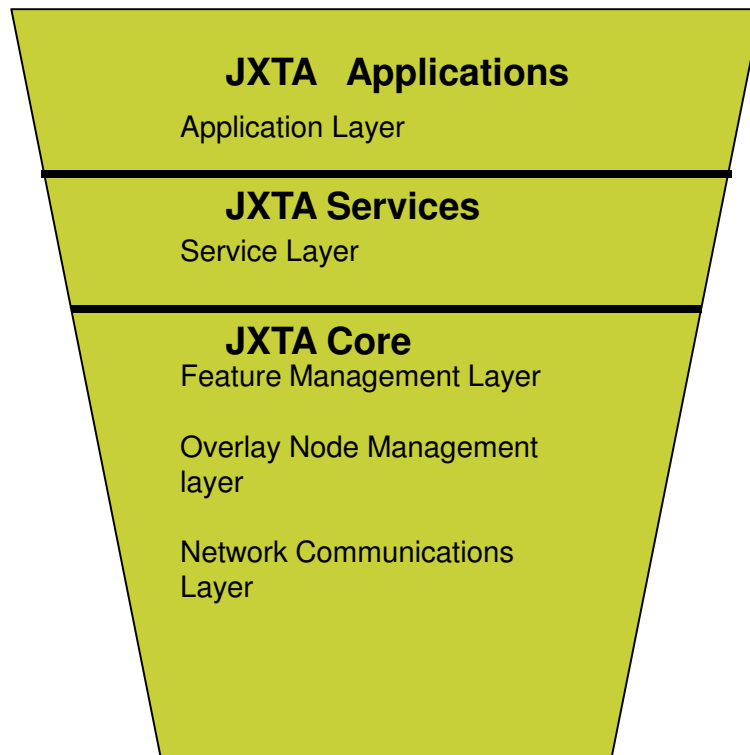 JXTA Applications
Application Layer
JXTA Services
Service Layer
JXTA Core
Feature Management Layer
Overlay Node Management
layer
Network Communications
Layer